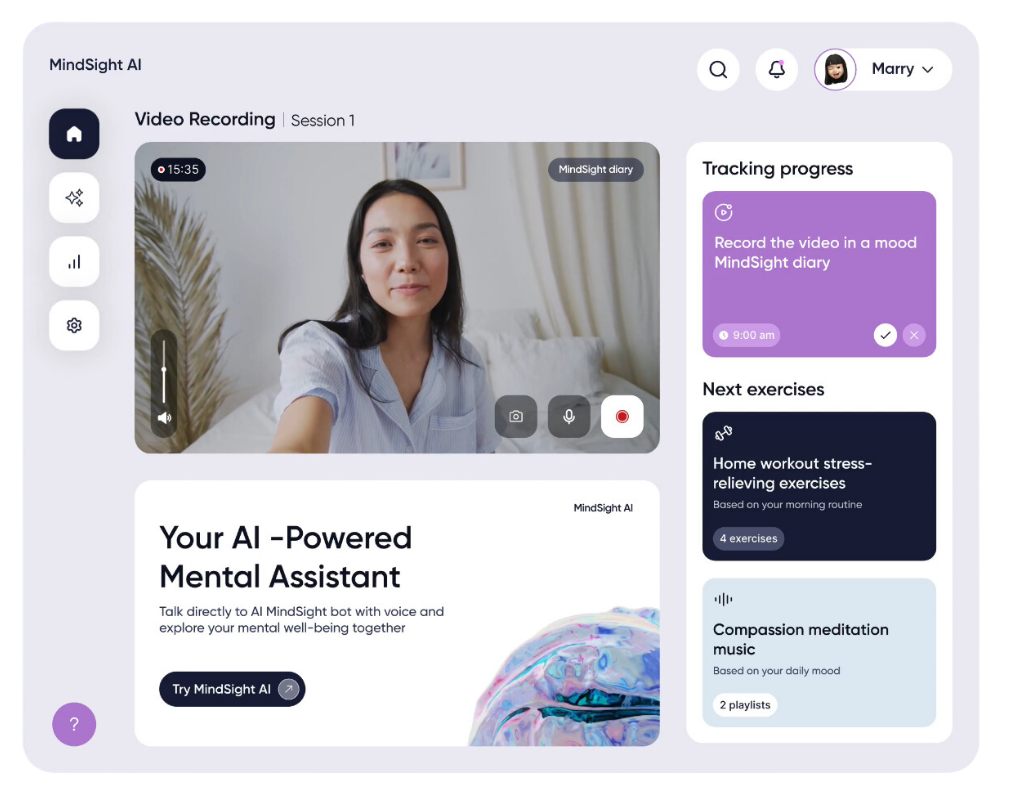 MindSight AI
Marry
Video Recording | Session 1
15:35
MindSight diary
Your AI -Powered
Mental Assistant
MindSight AI
Talk directly to AI MindSight bot with voice and
explore your mental well-being together
Try MindSight AI
?
Tracking progress
Record the video in a mood
MindSight diary
9:00 am
Next exercises
Home workout stress-
relieving exercises
Based on your morning routine
4 exercises
Compassion meditation
music
Based on your daily mood
2 playlists